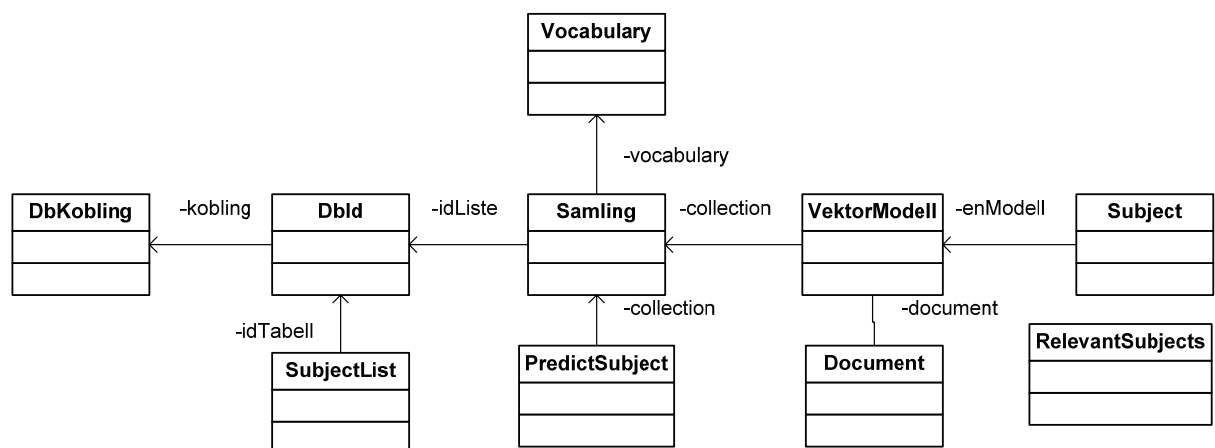 Vocabulary
-vocabulary
DbKobling
-kobling
DbId
-idListe
Samling
-collection
VektorModell
-enModell
Subject
-idTabell
-collection
-document
SubjectList
PredictSubject
Document
RelevantSubjects